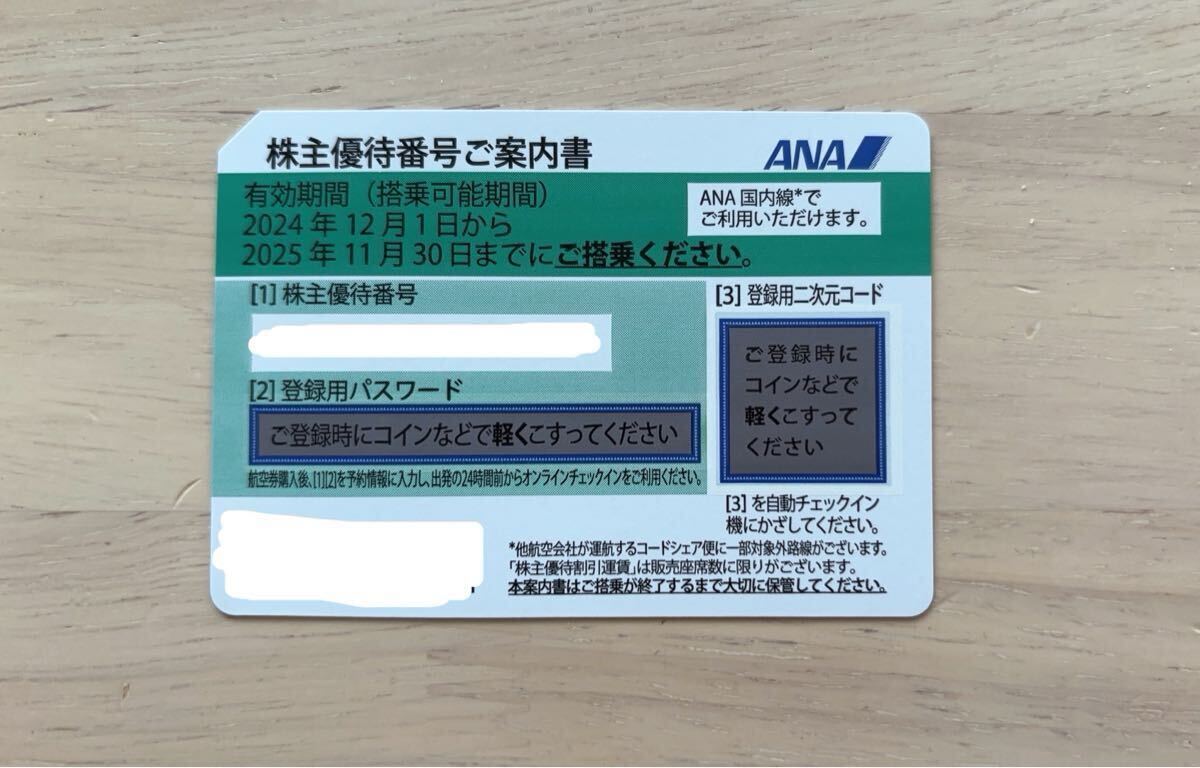 株主優待番号ご案内書
ANA
有効期間（搭乗可能期間）
2024年12月1日から
2025年11月30日までにご搭乗ください。
ANA国内線*で
ご利用いただけます。
[1]株主優待番号
[2]登録用パスワード
ご登録時にコインなどで軽くこすってください
航空券購入後、[1][2]を予約情報に入力し、出発の24時間前からオンラインチェックインをご利用ください。
[3]登録用二次元コード
ご登録時に
コインなどで
軽くこすって
ください
[3]を自動チェックイン
機にかざしてください。
*他航空会社が運航するコードシェア便に一部対象外路線がございます。
「株主優待割引運賃」は販売座席数に限りがございます。
本案内書はご搭乗が終了するまで大切に保管してください。